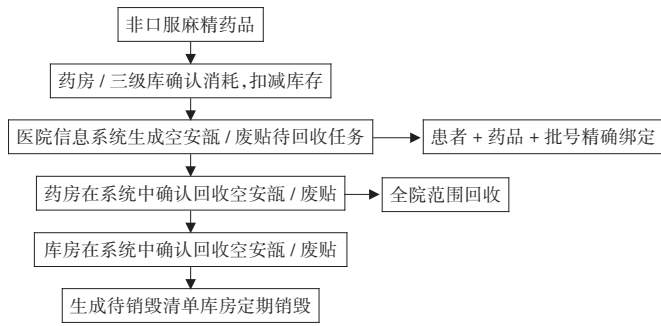 非口服麻精药品
药房 / 三级库确认消耗,扣减库存
医院信息系统生成空安瓿 / 废贴待回收任务
患者 + 药品 + 批号精确绑定
药房在系统中确认回收空安瓿 / 废贴
全院范围回收
库房在系统中确认回收空安瓿 / 废贴
生成待销毁清单库房定期销毁